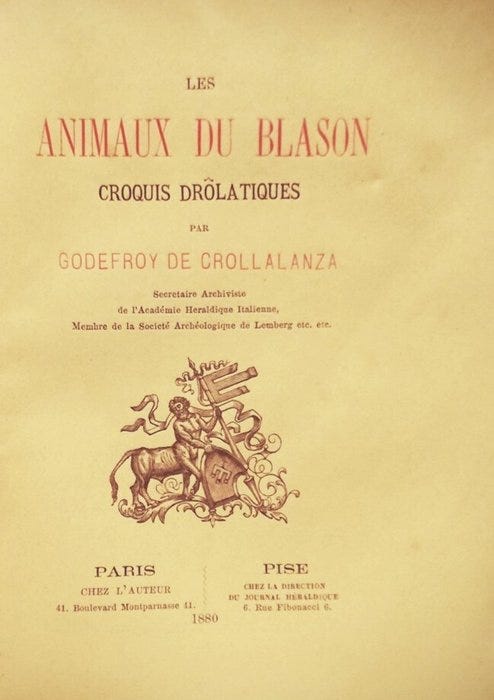 LES
ANIMAUX DU BLASON
CROQUIS DRÔLATIQUES
PAR
GODEFROY DE CROLLALANZA
Secretaire Archiviste
de l'Académie Heraldique Italienne,
Membre de la Societé Archéologique de Lemberg etc. etc.
PARIS
CHEZ L'AUTEUR
41. Boulevard Montparnasse 41.
PISE
CHEZ LA DIRECTION
DU JOURNAL HÉRALDIQUE
6. Rue Fibonacci 6.
1880